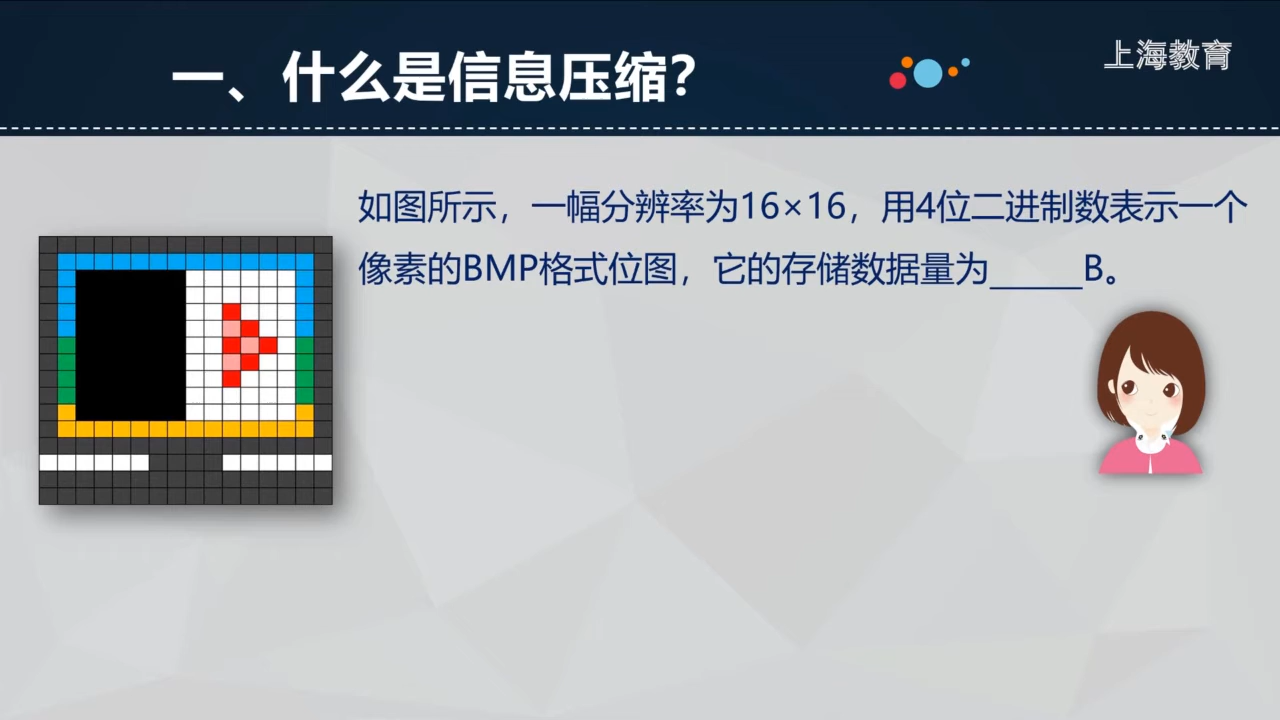 一、什么是信息压缩？
上海教育
如图所示，一幅分辨率为16×16，用4位二进制数表示一个
像素的BMP格式位图，它的存储数据量为______B。